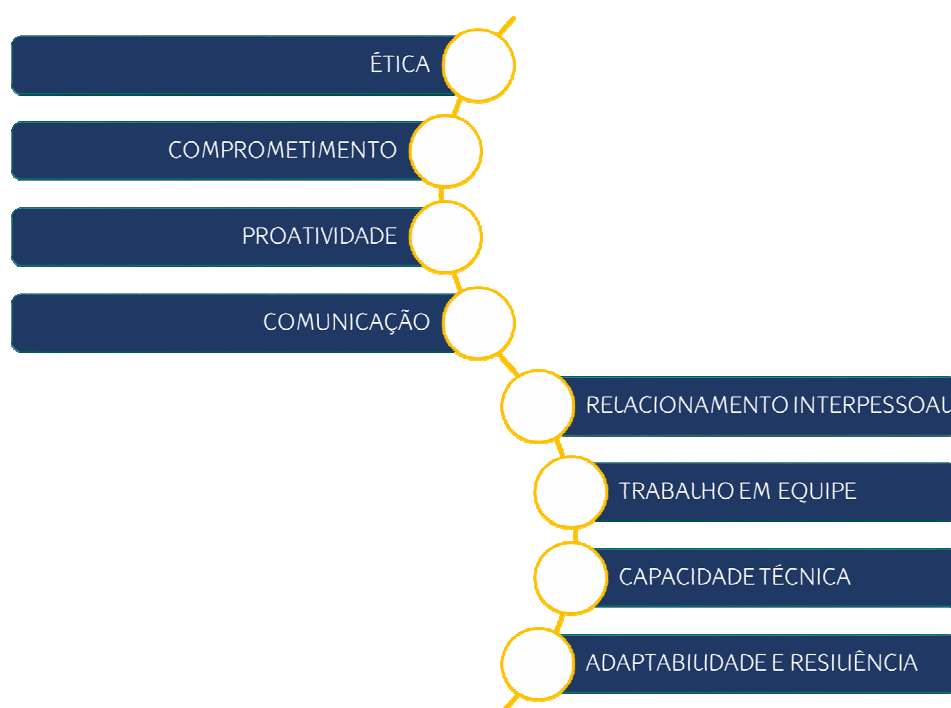 ÉTICA
COMPROMETIMENTO
PROATIVIDADE
COMUNICAÇÃO
RELACIONAMENTO INTERPESSOAL
TRABALHO EM EQUIPE
CAPACIDADE TÉCNICA
ADAPTABILIDADE E RESILIÊNCIA